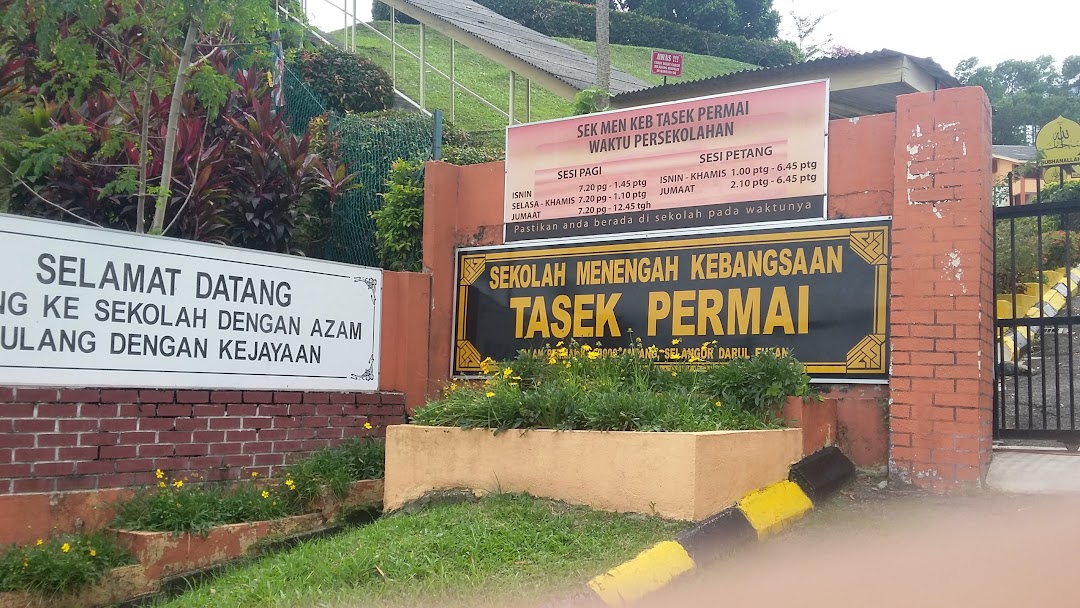 SELAMAT DATANG
NG KE SEKOLAH DENGAN AZAM
ULANG DENGAN KEJAYAAN
SEK MEN KEB TASEK PERMAI
WAKTU PERSEKOLAHAN
SESI PAGI
ISNIN 7.20 pg - 1.45 ptg
SELASA - KHAMIS 7.20 pg - 1.10 ptg
JUMAAT 7.20 pg - 12.45 tgh
SESI PETANG
ISNIN - KHAMIS 1.00 ptg - 6.45 ptg
JUMAAT 2.10 ptg - 6.45 ptg
Pastikan anda berada di sekolah pada waktunya
SEKOLAH MENENGAH KEBANGSAAN
TASEK PERMAI
SELANGOR DARUL
AWAS !!!